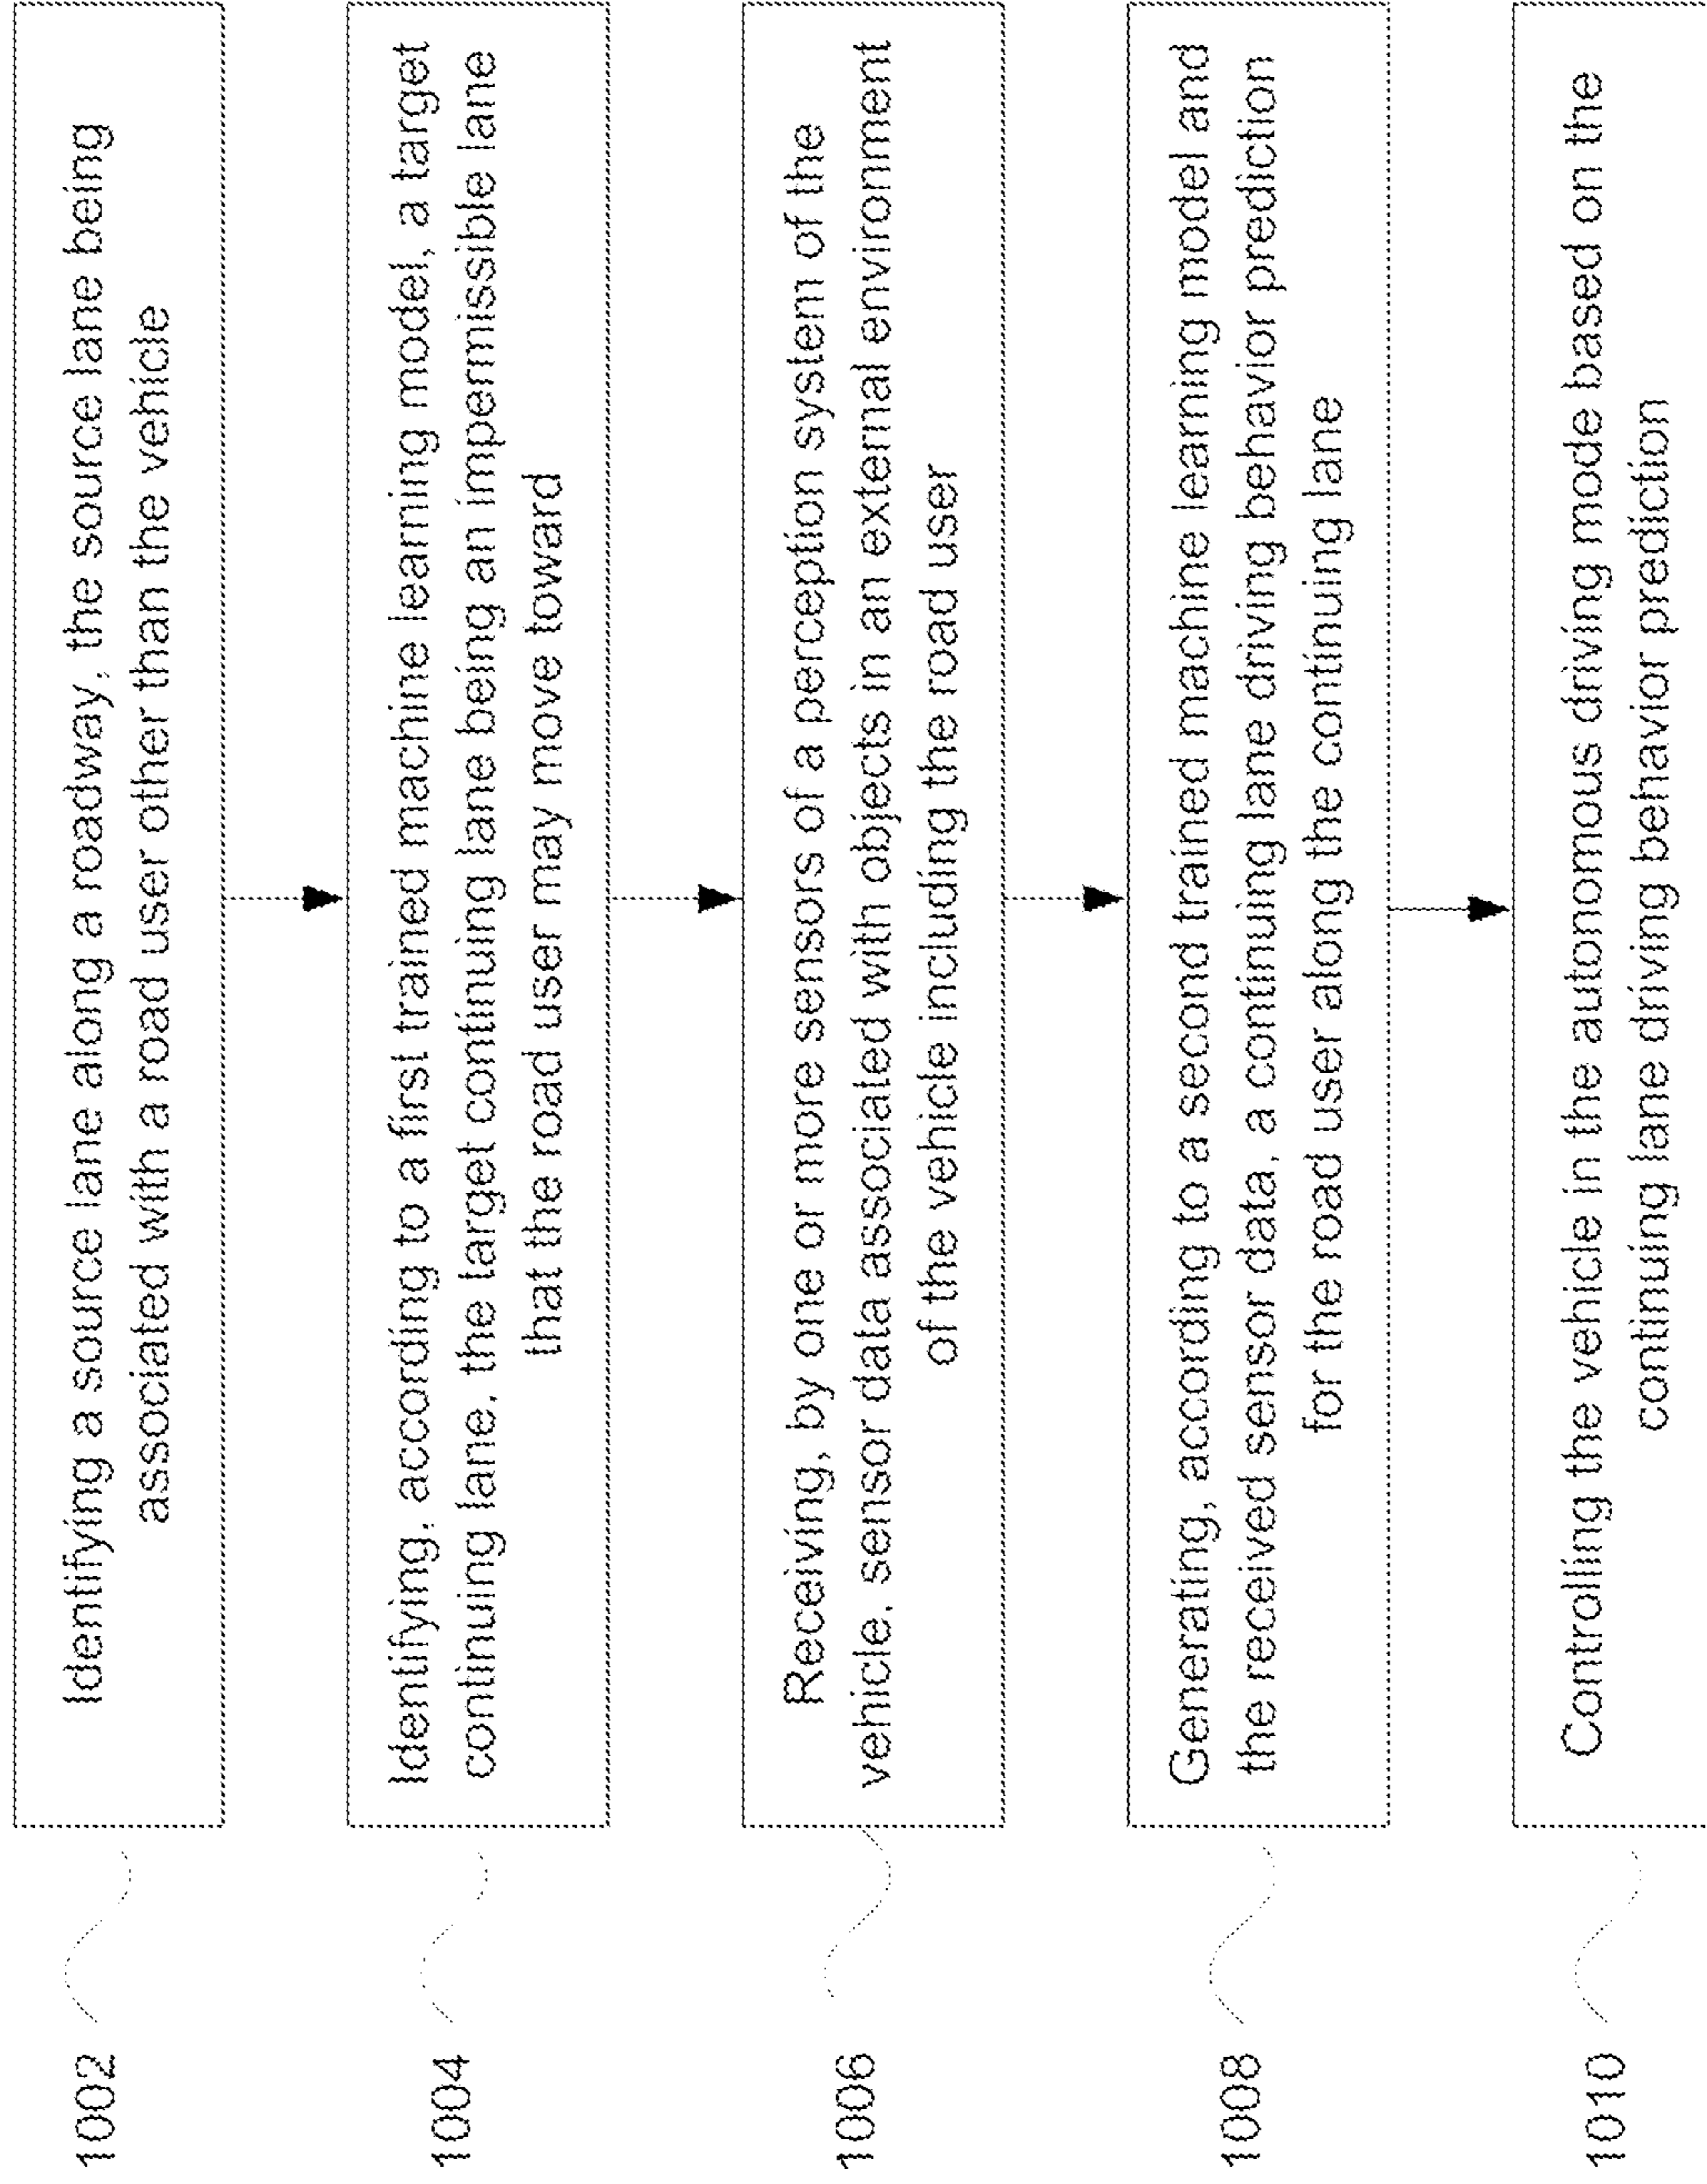 1002
Identifying a source lane along a roadway, the source lane being
associated with a road user other than the vehicle
1004
Identifying, according to a first trained machine learning model, a target
continuing lane, the target continuing lane being an impermissible lane
that the road user may move toward
1006
Receiving, by one or more sensors of a perception system of the
vehicle, sensor data associated with objects in an external environment
of the vehicle including the road user
1008
Generating, according to a second trained machine learning model and
the received sensor data, a continuing lane driving behavior prediction
for the road user along the continuing lane
1010
Controlling the vehicle in the autonomous driving mode based on the
continuing lane driving behavior prediction